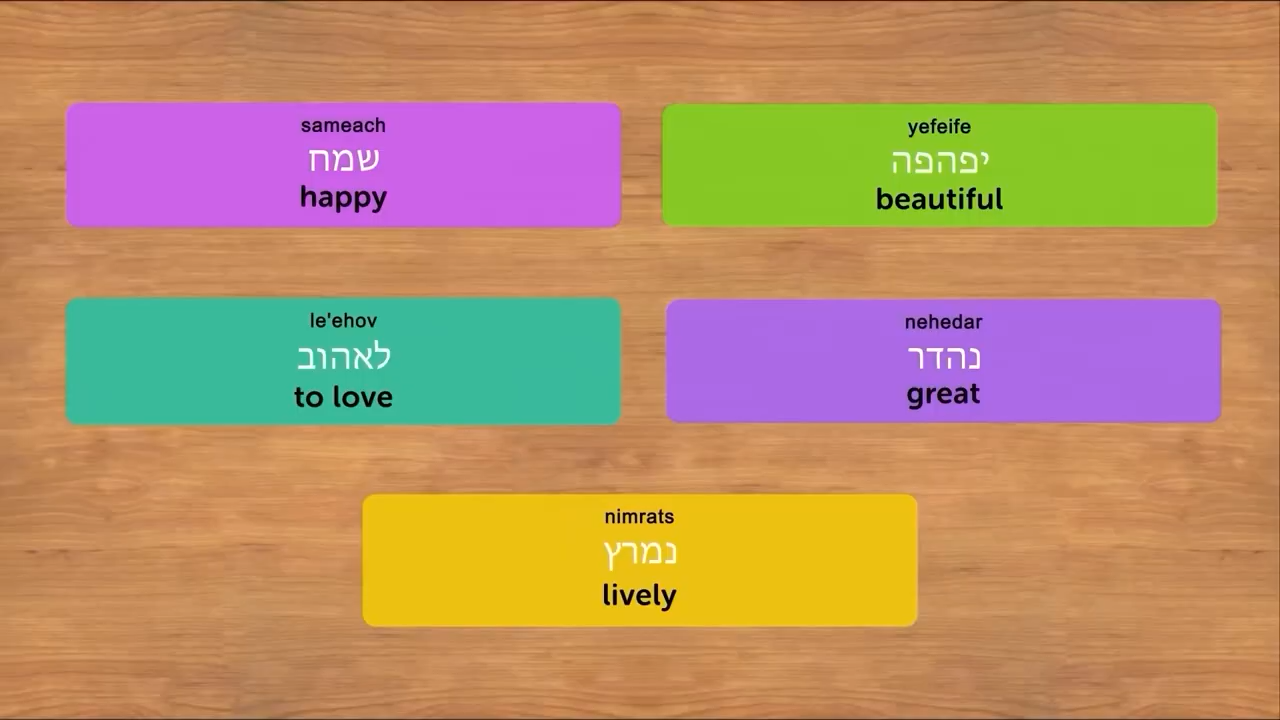 sameach
שמח
happy
yefeife
יפהפה
beautiful
le'ehov
לאהוב
to love
nehedar
נהדר
great
nimrats
נמרץ
lively